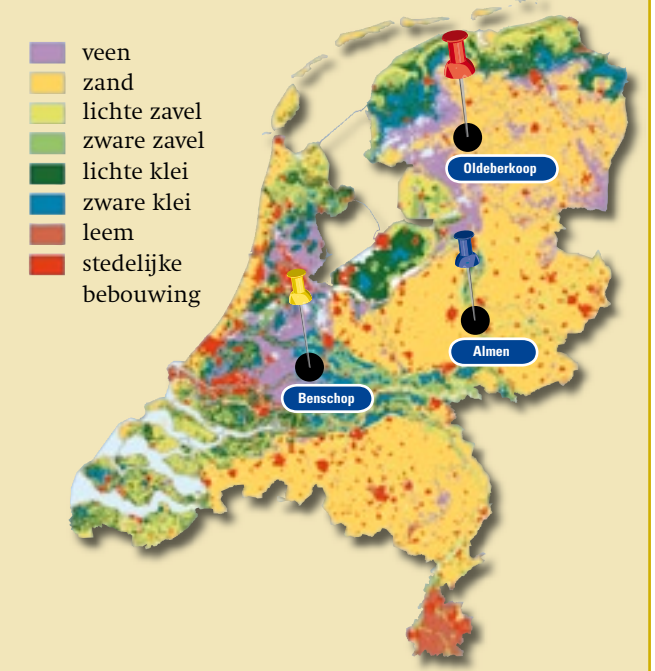 veen
zand
lichte zavel
zware zavel
lichte klei
zware klei
leem
stedelijke
bebouwing
Oldeberkoop
Almen
Benschop